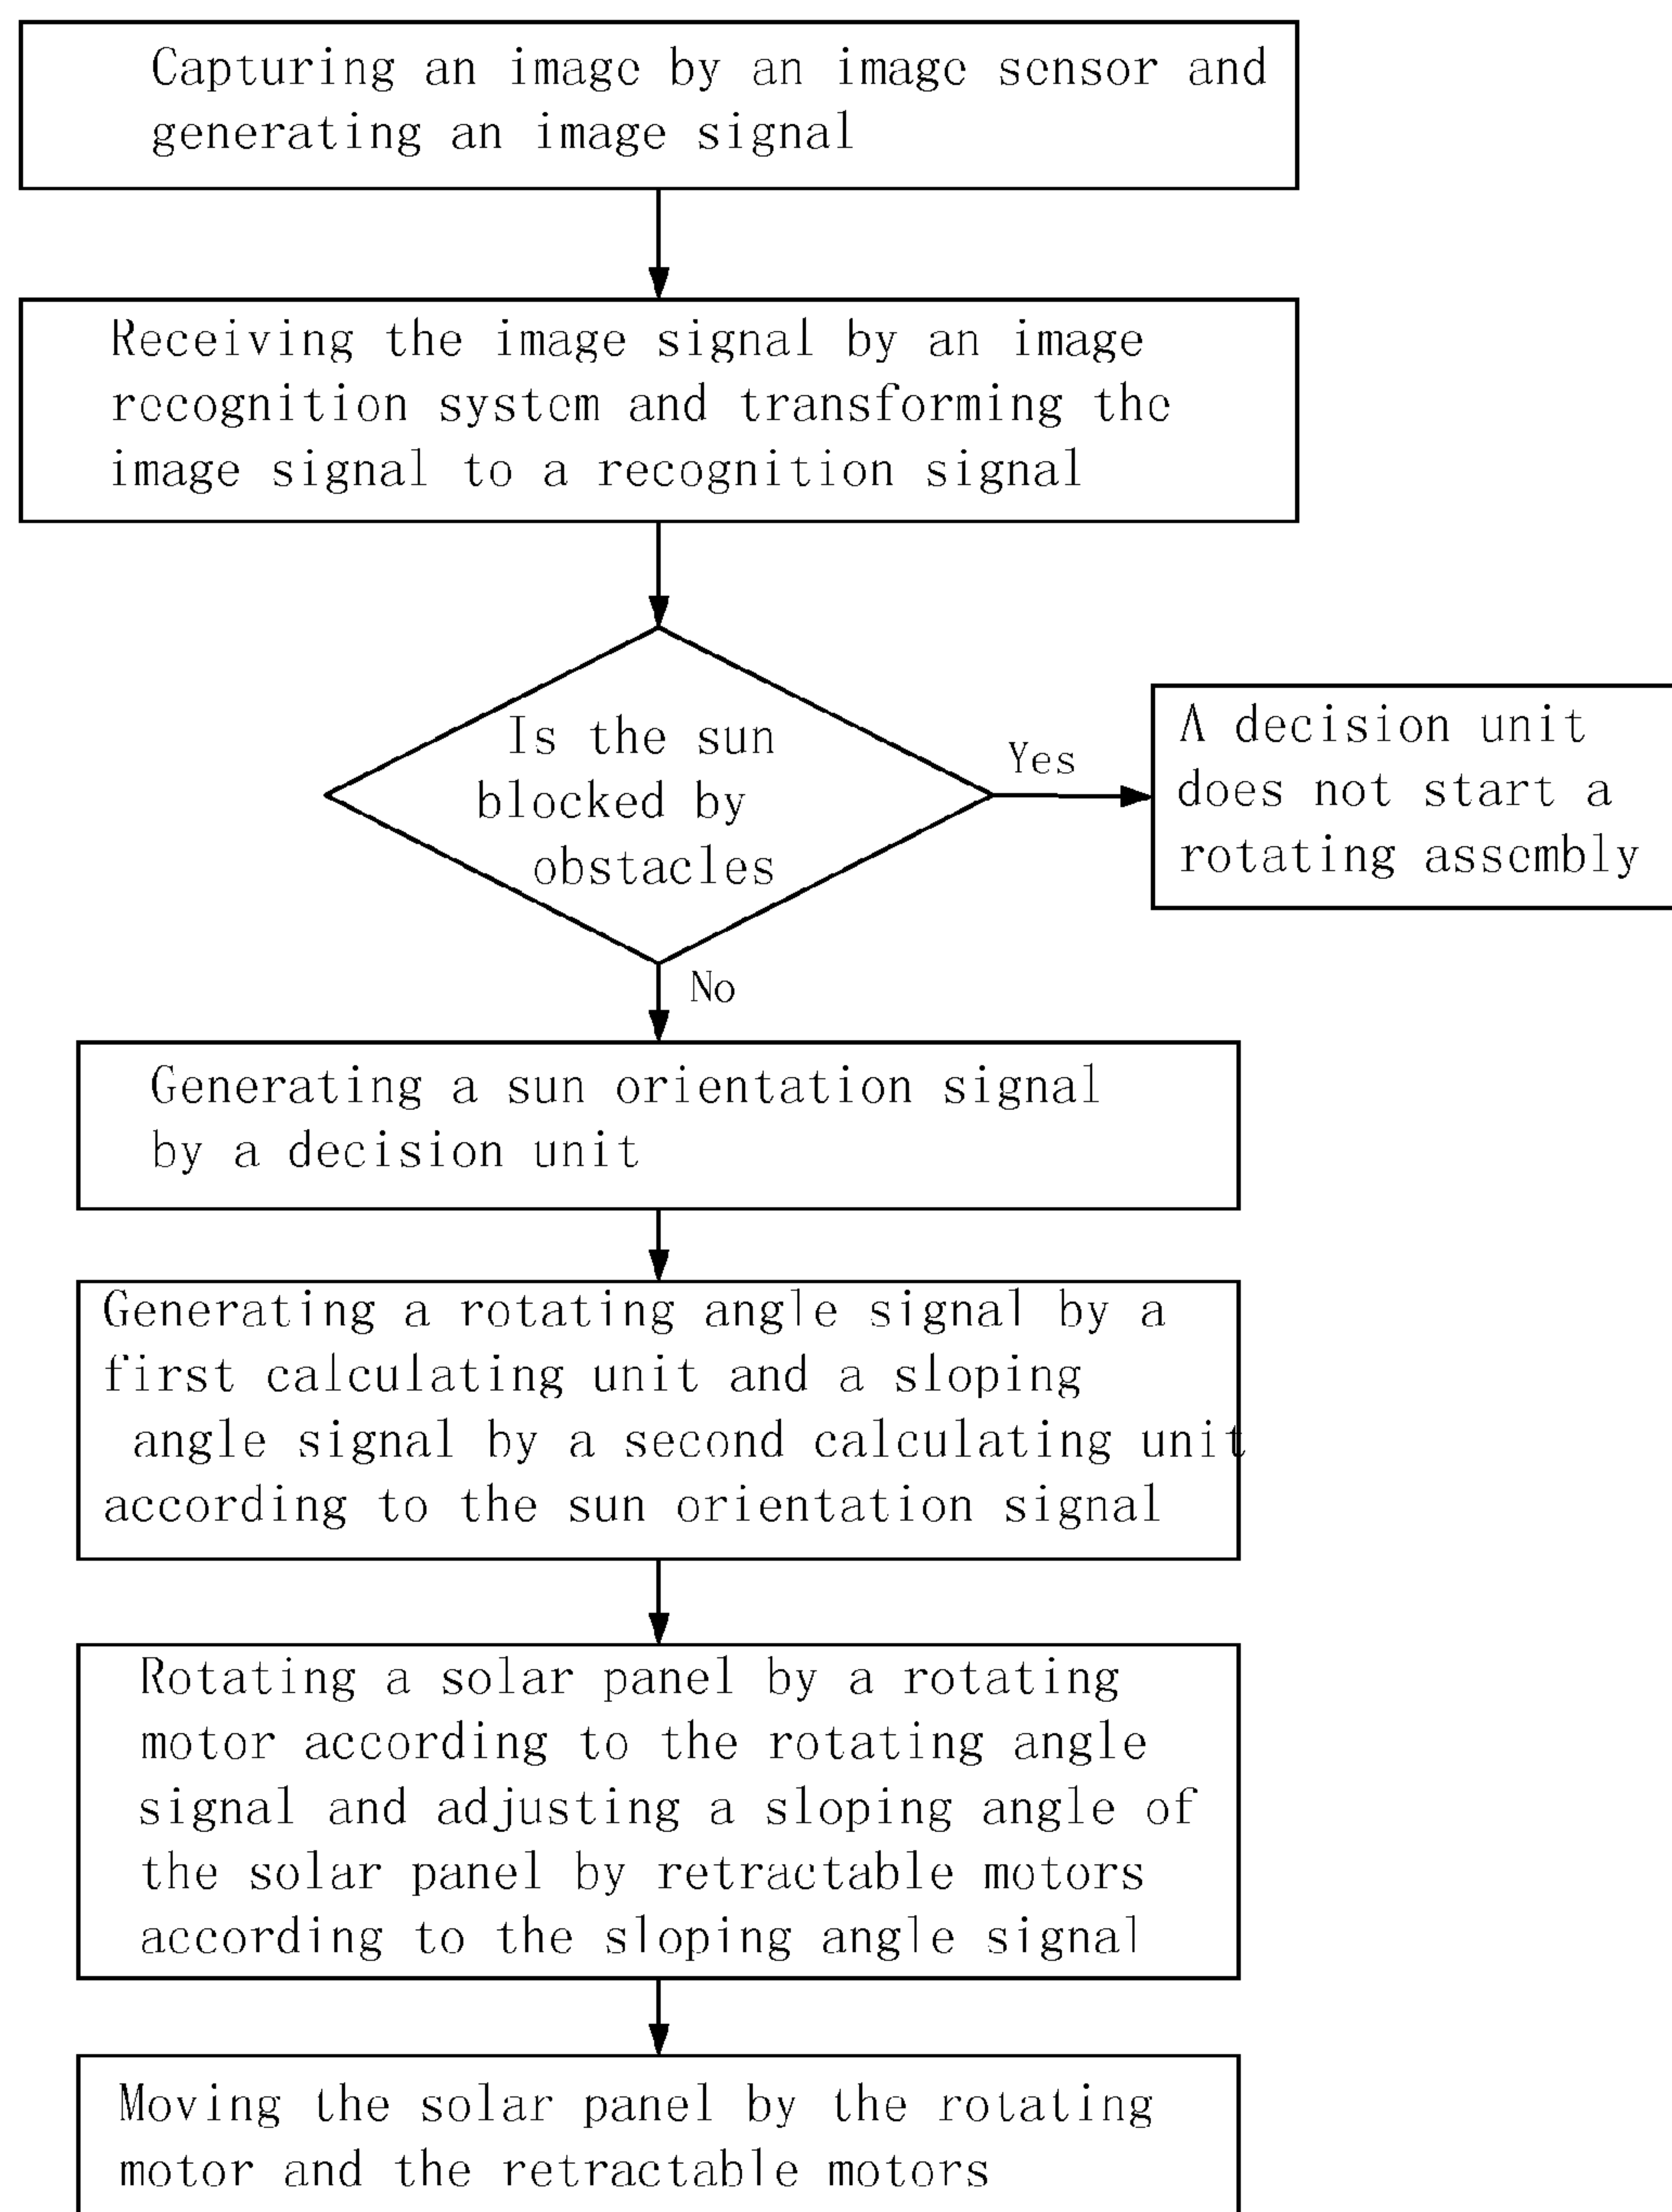 Capturing an image by an image sensor and
generating an image signal
Receiving the image signal by an image
recognition system and transforming the
image signal to a recognition signal
Is the sun
blocked by
obstacles
Yes
A decision unit
does not start a
rotating assembly
No
Generating a sun orientation signal
by a decision unit
Generating a rotating angle signal by a
first calculating unit and a sloping
angle signal by a second calculating unit
according to the sun orientation signal
Rotating a solar panel by a rotating
motor according to the rotating angle
signal and adjusting a sloping angle of
the solar panel by retractable motors
according to the sloping angle signal
Moving the solar panel by the rotating
motor and the retractable motors